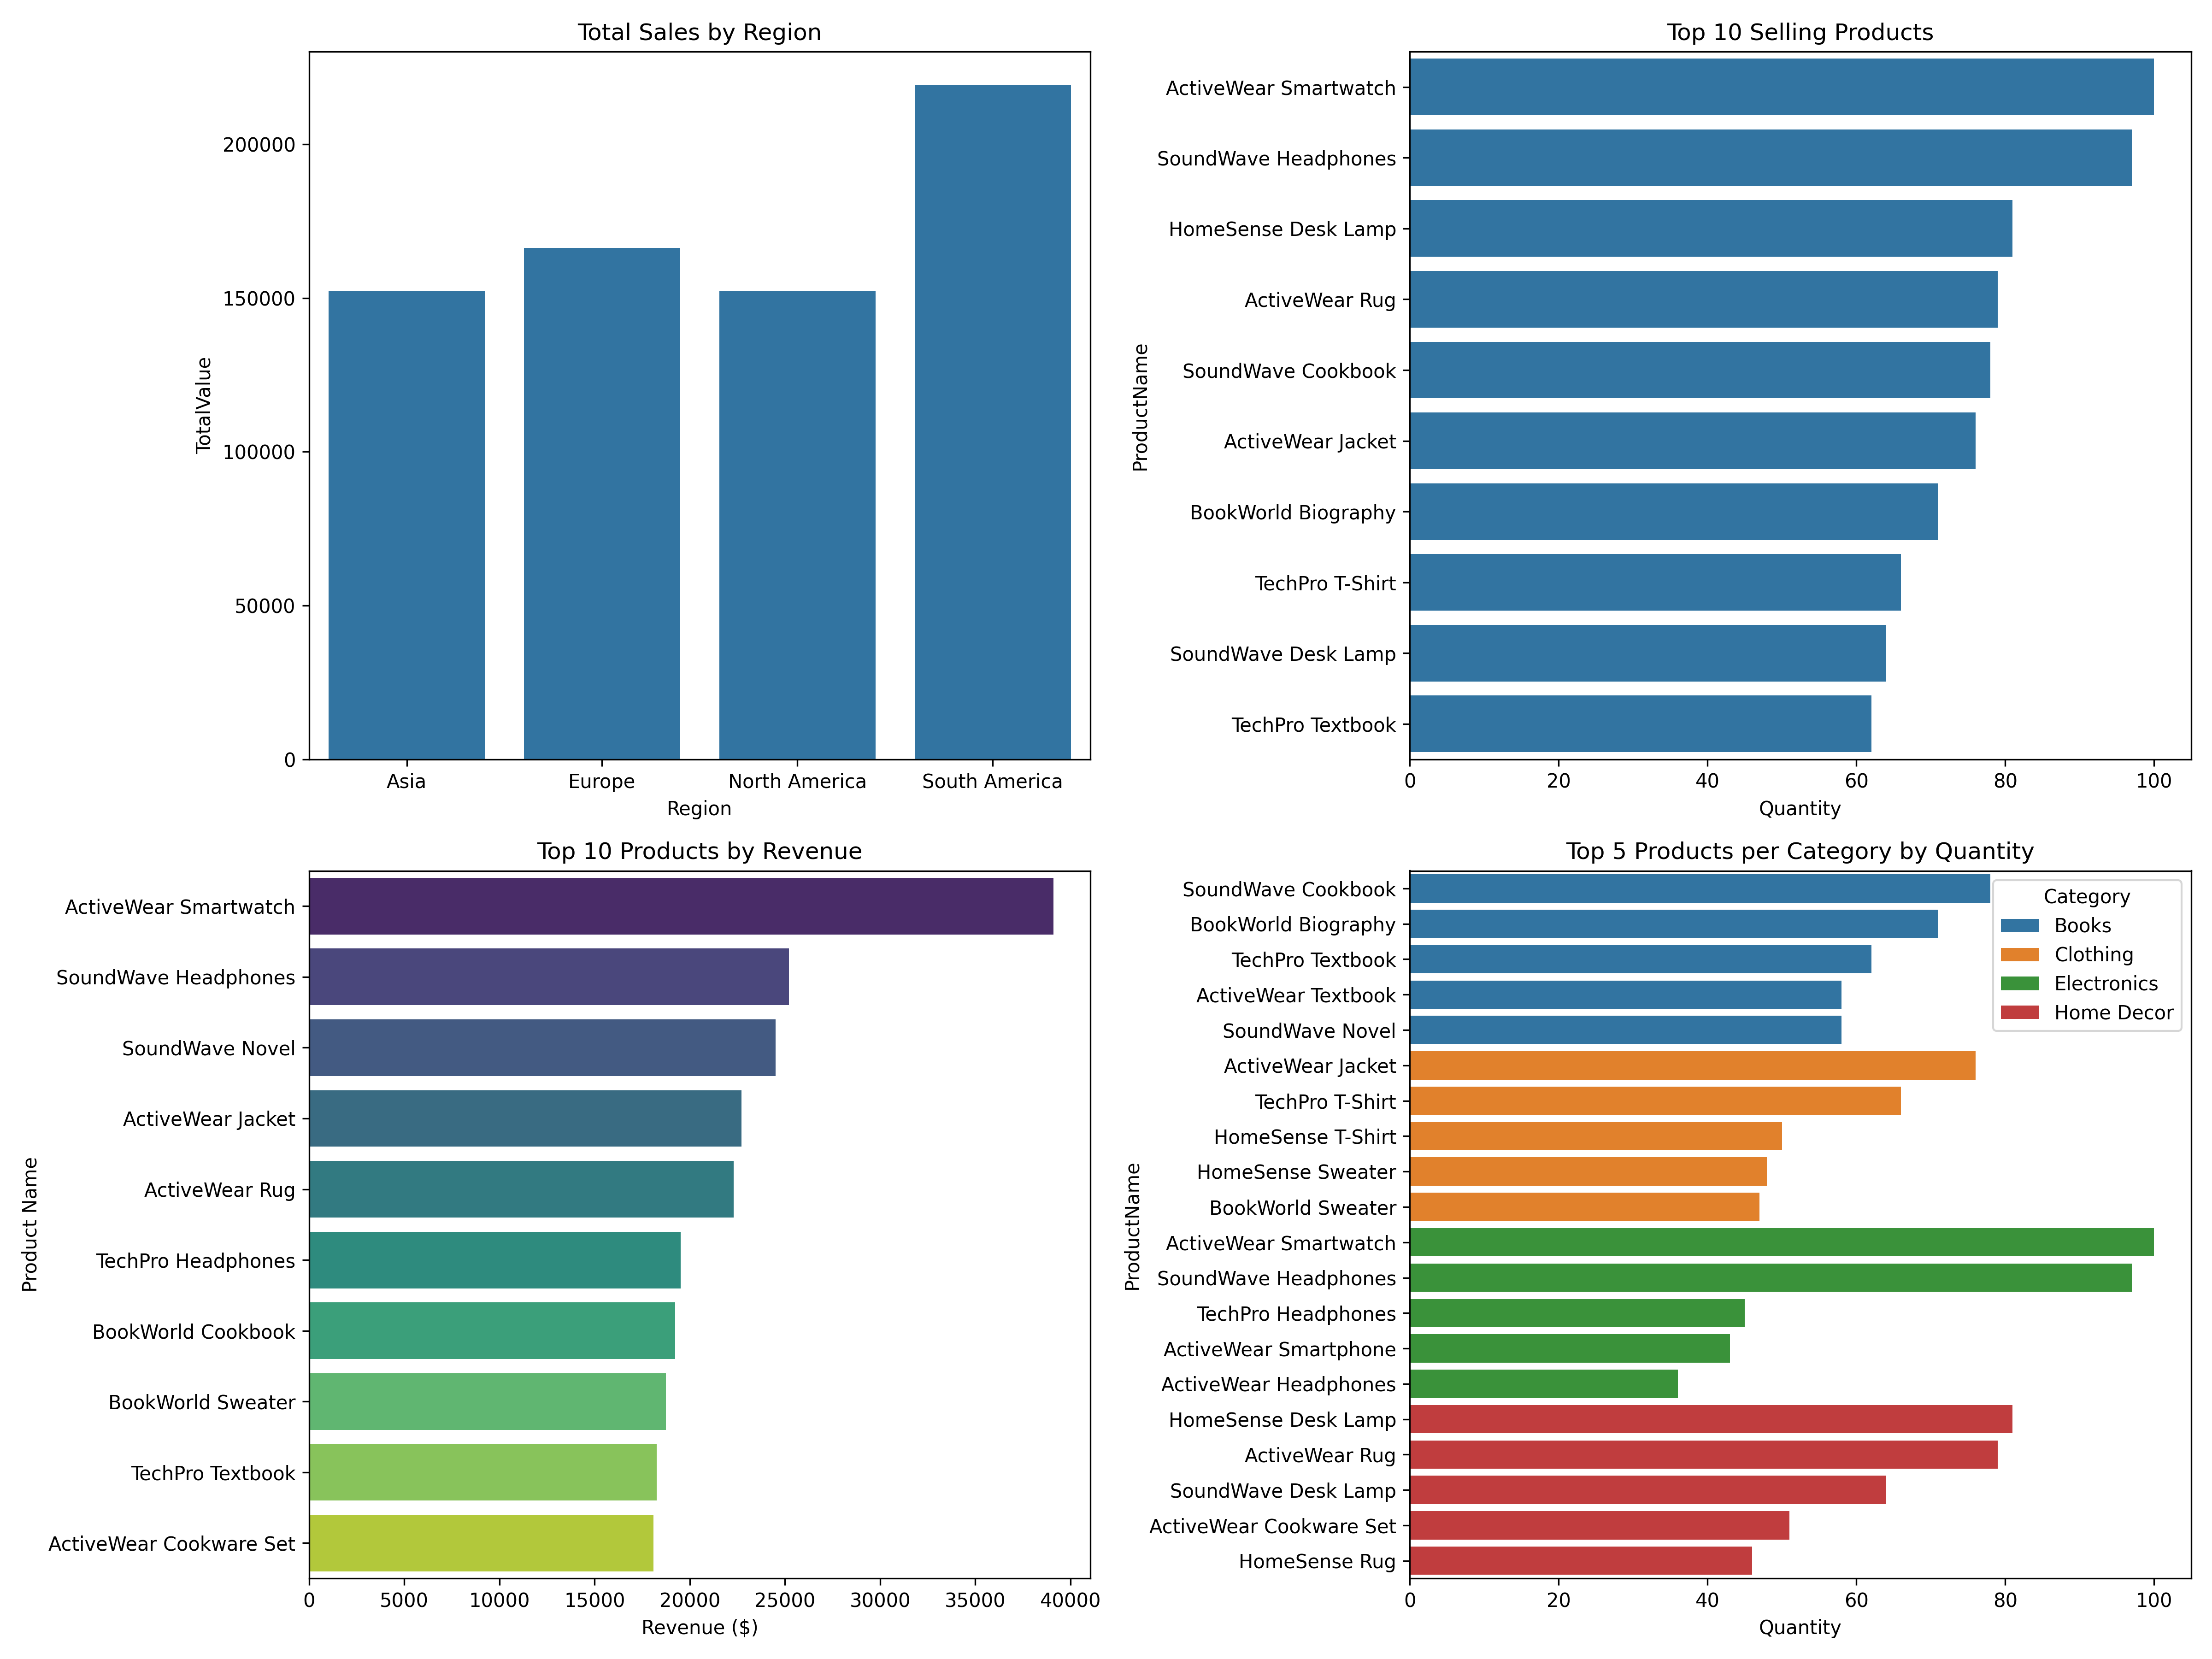 Total Sales by Region
TotalValue
200000
150000
100000
50000
0
Asia
Europe
North America
South America
Region
Top 10 Selling Products
ProductName
ActiveWear Smartwatch
SoundWave Headphones
HomeSense Desk Lamp
ActiveWear Rug
SoundWave Cookbook
ActiveWear Jacket
BookWorld Biography
TechPro T-Shirt
SoundWave Desk Lamp
TechPro Textbook
0
20
40
60
80
100
Quantity
Top 10 Products by Revenue
Product Name
ActiveWear Smartwatch
SoundWave Headphones
SoundWave Novel
ActiveWear Jacket
ActiveWear Rug
TechPro Headphones
BookWorld Cookbook
BookWorld Sweater
TechPro Textbook
ActiveWear Cookware Set
0
5000
10000
15000
20000
25000
30000
35000
40000
Revenue ($)
Top 5 Products per Category by Quantity
ProductName
SoundWave Cookbook
BookWorld Biography
TechPro Textbook
ActiveWear Textbook
SoundWave Novel
ActiveWear Jacket
TechPro T-Shirt
HomeSense T-Shirt
HomeSense Sweater
BookWorld Sweater
ActiveWear Smartwatch
SoundWave Headphones
TechPro Headphones
ActiveWear Smartphone
ActiveWear Headphones
HomeSense Desk Lamp
ActiveWear Rug
SoundWave Desk Lamp
ActiveWear Cookware Set
HomeSense Rug
Category
Books
Clothing
Electronics
Home Decor
0
20
40
60
80
100
Quantity